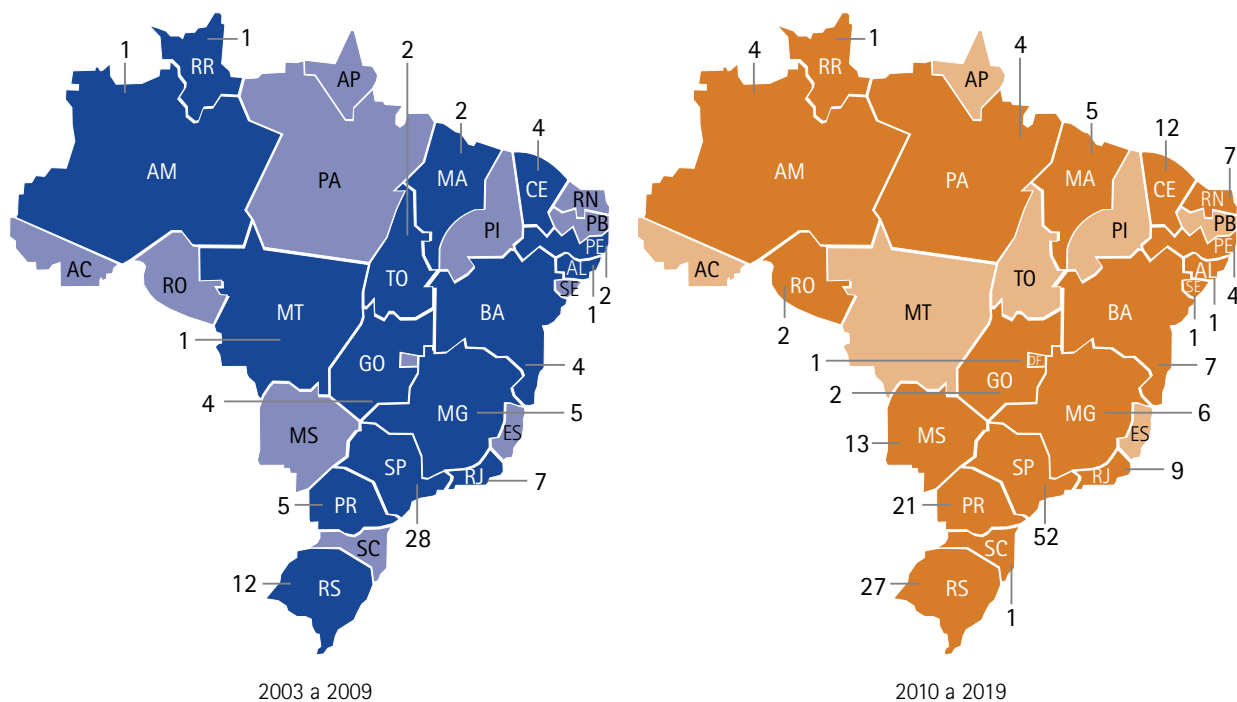 1
1
RR
AP
2
2
4
AM
PA
MA
CE
RN
PB
PI
PE
AC
RO
TO
AL
SE
2
1
MT
BA
1
GO
4
4
MG
5
MS
ES
SP
RJ
7
5
PR
28
SC
12
RS
2003 a 2009
4
1
RR
AP
4
5
12
7
AM
PA
MA
CE
RN
PB
PI
PE
AC
RO
TO
AL
SE
4
2
1
1
MT
BA
1
DF
GO
7
2
MG
6
13
MS
ES
SP
RJ
9
21
PR
52
SC
27
RS
1
2010 a 2019